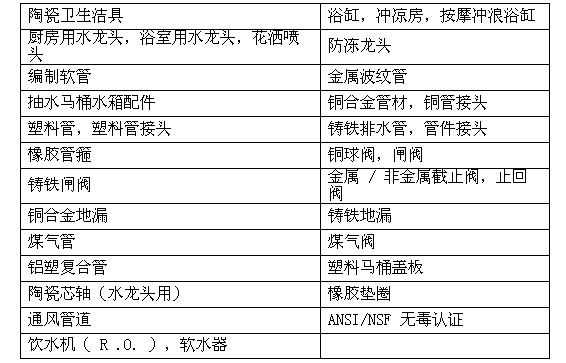 陶瓷卫生洁具
浴缸，冲凉房，按摩冲浪浴缸
厨房用水龙头，浴室用水龙头，花洒喷
头
防冻龙头
编制软管
金属波纹管
抽水马桶水箱配件
铜合金管材，铜管接头
塑料管，塑料管接头
铸铁排水管，管件接头
橡胶管箍
铜球阀，闸阀
铸铁闸阀
金属 / 非金属截止阀，止回
阀
铜合金地漏
铸铁地漏
煤气管
煤气阀
铝塑复合管
塑料马桶盖板
陶瓷芯轴（水龙头用）
橡胶垫圈
通风管道
ANSI/NSF 无毒认证
饮水机（ R .O. ），软水器